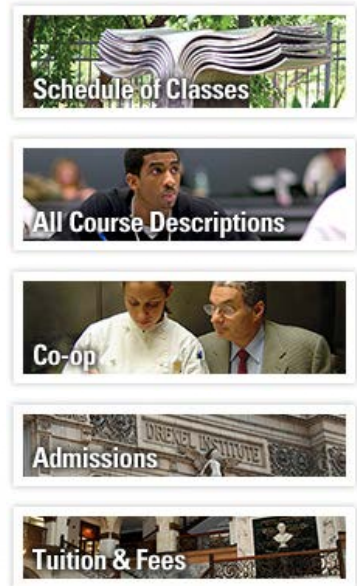 Schedule of Classes
All Course Descriptions
Co-op
DREXEL INSTITUTE
Admissions
Tuition & Fees